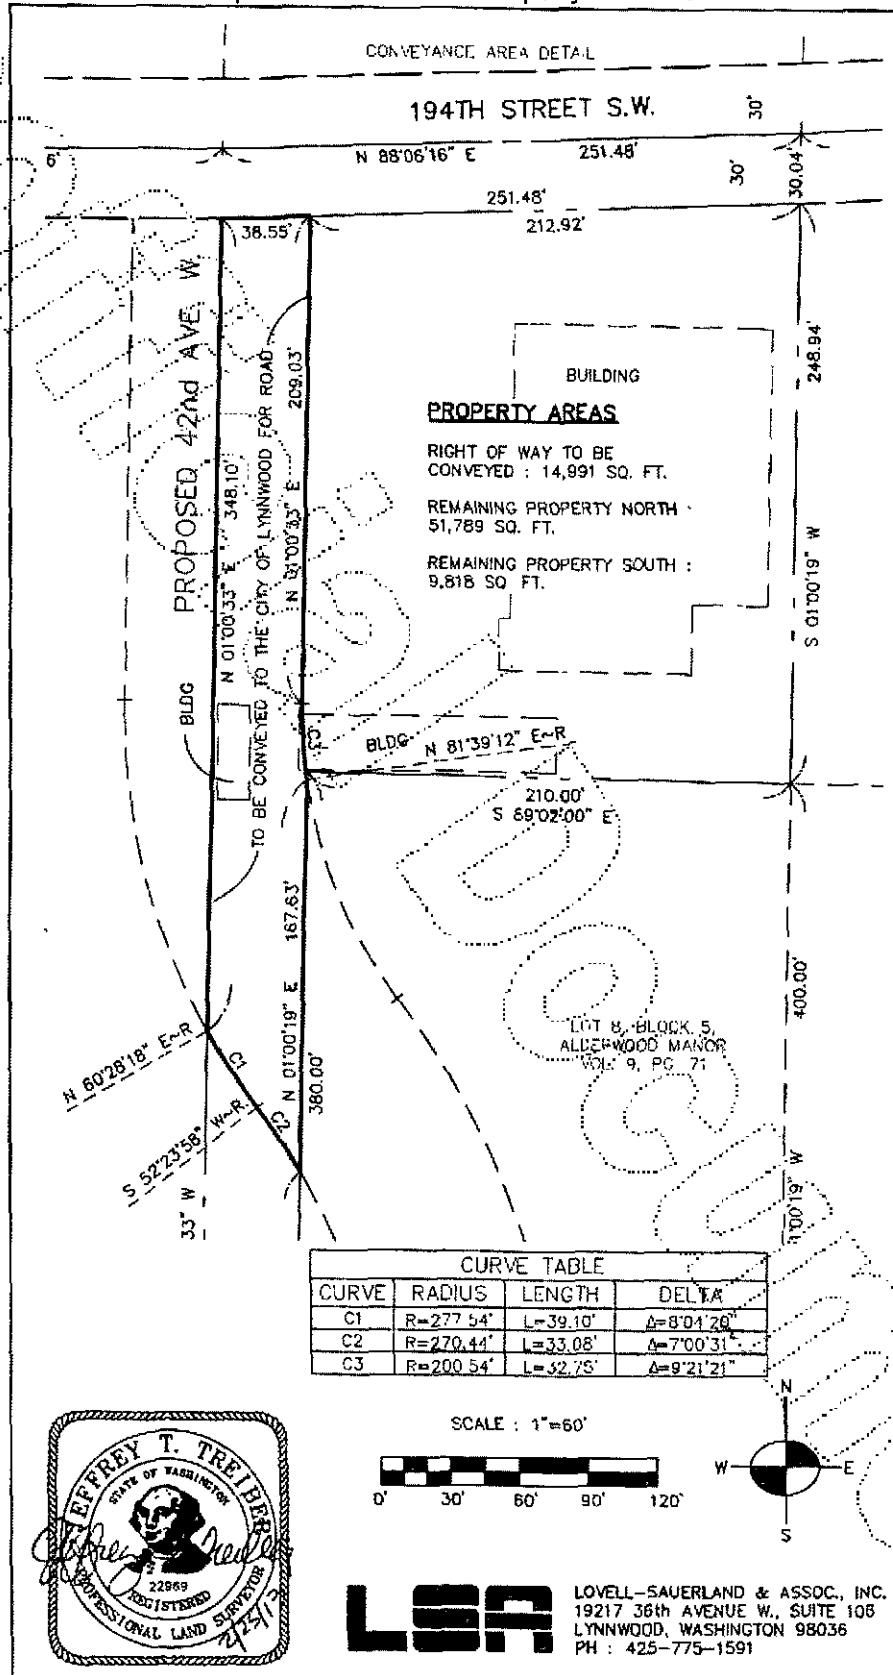 CONVEYANCE AREA DETAIL
194TH STREET S.W.
30'
6'
N 88°06'16" E
251.48'
30'
30.04'
251.48'
38.55'
212.92'
PROPOSED 42nd AVE. W.
N 01°00'33" E 348.10'
TO BE CONVEYED TO THE CITY OF LYNNWOOD FOR ROAD
N 01°00'33" E 209.03'
BUILDING
248.94'
S 01°00'19" W
PROPERTY AREAS
RIGHT OF WAY TO BE
CONVEYED : 14,991 SQ. FT.
REMAINING PROPERTY NORTH
51,789 SQ. FT.
REMAINING PROPERTY SOUTH :
9,818 SQ FT.
BLDG
C3
BLDG
N 81°39'12" E~R
210.00'
S 89°02'00" E
N 01°00'19" E 167.63'
380.00'
400.00'
LOT 8, BLOCK 5,
ALDERWOOD MANOR
VOL. 9, PG. 71
N 60°28'18" E~R
C1
S 52°23'58" W~R
C2
33" W
1°00'19" W
CURVE TABLE
CURVE RADIUS LENGTH DELTA
C1 R=277.54' L=39.10' Δ=8°04'20"
C2 R=270.44' L=33.08' Δ=7°00'31"
C3 R=200.54' L=32.75' Δ=9°21'21"
SCALE : 1"=60'
0' 30' 60' 90' 120'
N
W E
S
JEFFREY T. TREIBER
STATE OF WASHINGTON
22969
REGISTERED
PROFESSIONAL LAND SURVEYOR
LSA
LOVELL-SAUERLAND & ASSOC., INC.
19217 36th AVENUE W., SUITE 106
LYNNWOOD, WASHINGTON 98036
PH : 425-775-1591